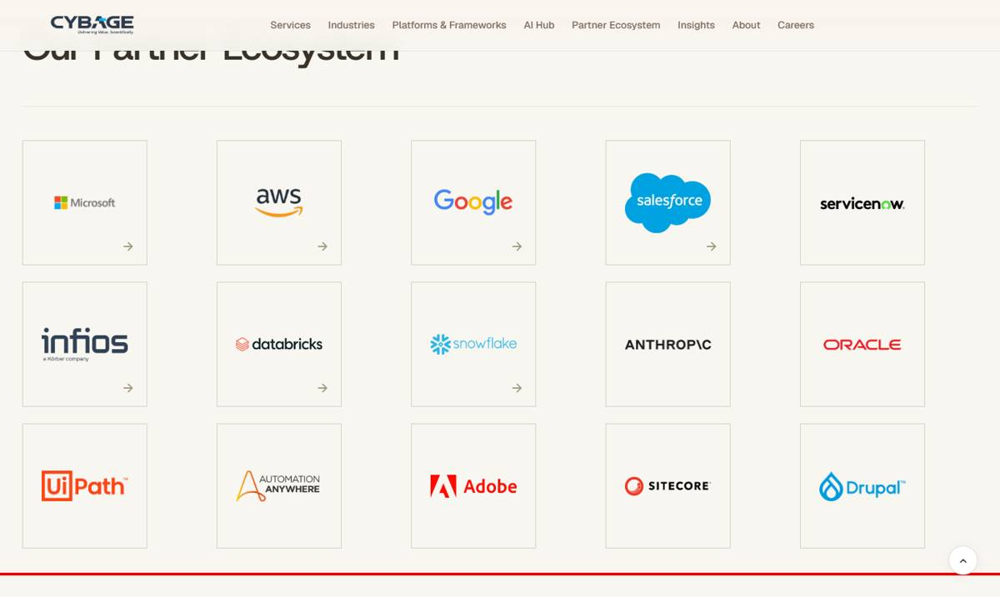 CYBAGE
Delivering Value. Scientifically.
Services Industries Platforms & Frameworks AI Hub Partner Ecosystem Insights About Careers
Our Partner Ecosystem
Microsoft
aws
Google
salesforce
servicenow.
infios
a Körber company
databricks
snowflake
ANTHROP\C
ORACLE
UiPath™
AUTOMATION
ANYWHERE
Adobe
SITECORE
Drupal™